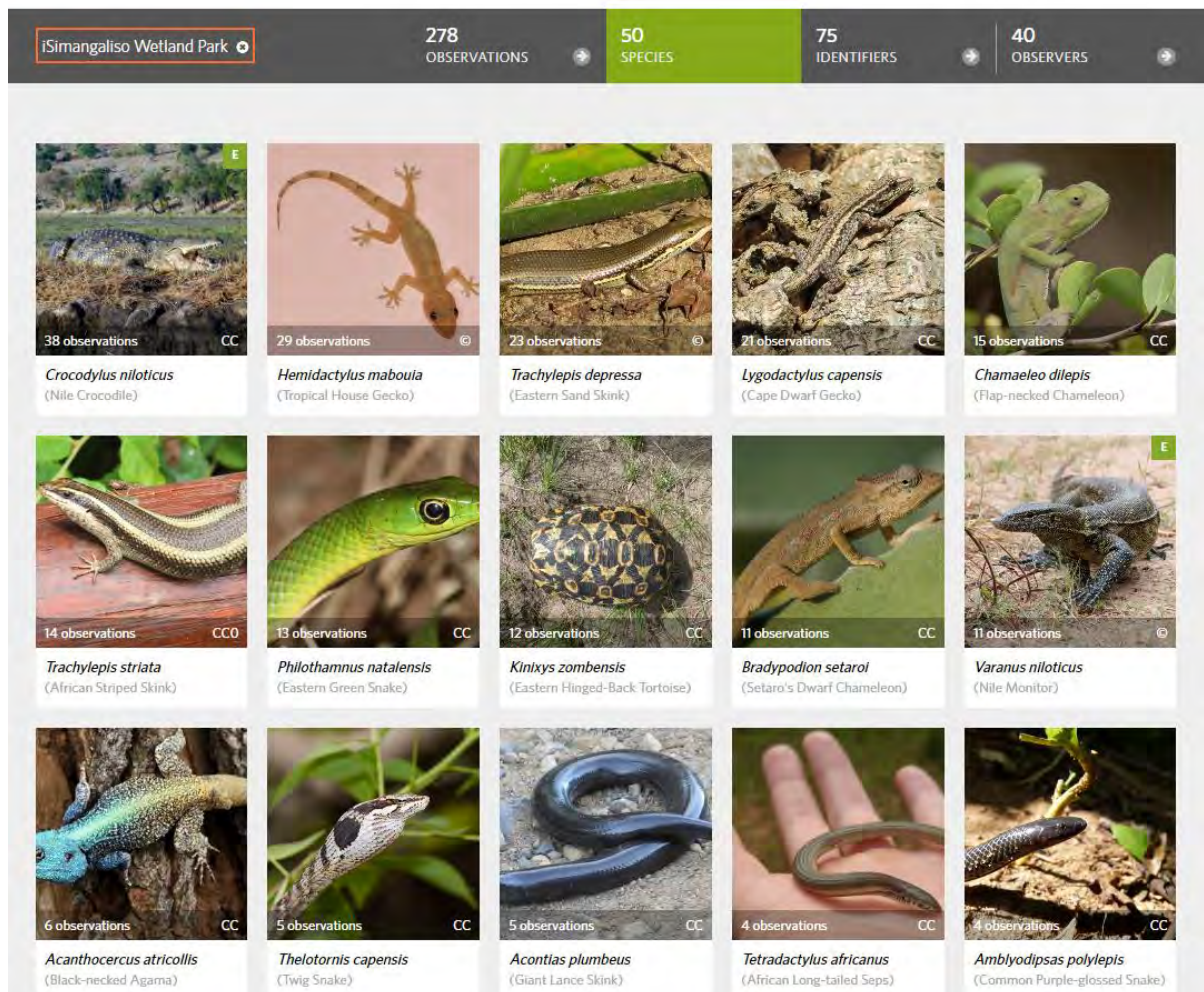 iSimangaliso Wetland Park
278
OBSERVATIONS
50
SPECIES
75
IDENTIFIERS
40
OBSERVERS
E
38 observations CC
Crocodylus niloticus
(Nile Crocodile)
29 observations ©
Hemidactylus mabouia
(Tropical House Gecko)
23 observations ©
Trachylepis depressa
(Eastern Sand Skink)
21 observations CC
Lygodactylus capensis
(Cape Dwarf Gecko)
15 observations CC
Chamaeleo dilepis
(Flap-necked Chameleon)
14 observations CC0
Trachylepis striata
(African Striped Skink)
13 observations CC
Philothamnus natalensis
(Eastern Green Snake)
12 observations CC
Kinixys zombensis
(Eastern Hinged-Back Tortoise)
11 observations CC
Bradypodion setaroi
(Setaro's Dwarf Chameleon)
E
11 observations ©
Varanus niloticus
(Nile Monitor)
6 observations CC
Acanthocercus atricollis
(Black-necked Agama)
5 observations CC
Thelotornis capensis
(Twig Snake)
5 observations CC
Acontias plumbeus
(Giant Lance Skink)
4 observations CC
Tetradactylus africanus
(African Long-tailed Seps)
4 observations CC
Amblyodipsas polylepis
(Common Purple-glossed Snake)